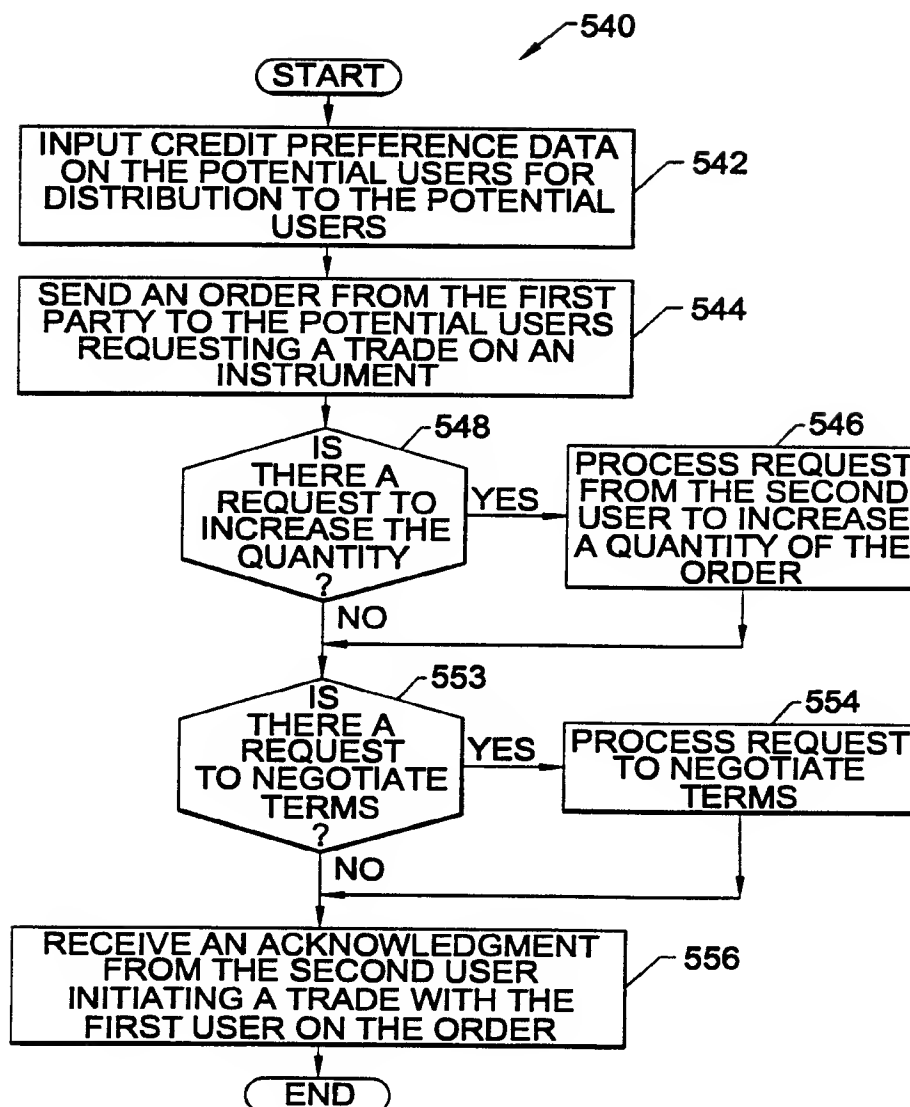 540
START
INPUT CREDIT PREFERENCE DATA
ON THE POTENTIAL USERS FOR
DISTRIBUTION TO THE POTENTIAL
USERS
542
SEND AN ORDER FROM THE FIRST
PARTY TO THE POTENTIAL USERS
REQUESTING A TRADE ON AN
INSTRUMENT
544
548
IS
THERE A
REQUEST TO
INCREASE THE
QUANTITY
?
YES
546
PROCESS REQUEST
FROM THE SECOND
USER TO INCREASE
A QUANTITY OF THE
ORDER
NO
553
IS
THERE A
REQUEST
TO NEGOTIATE
TERMS
?
YES
554
PROCESS REQUEST
TO NEGOTIATE
TERMS
NO
RECEIVE AN ACKNOWLEDGMENT
FROM THE SECOND USER
INITIATING A TRADE WITH THE
FIRST USER ON THE ORDER
556
END